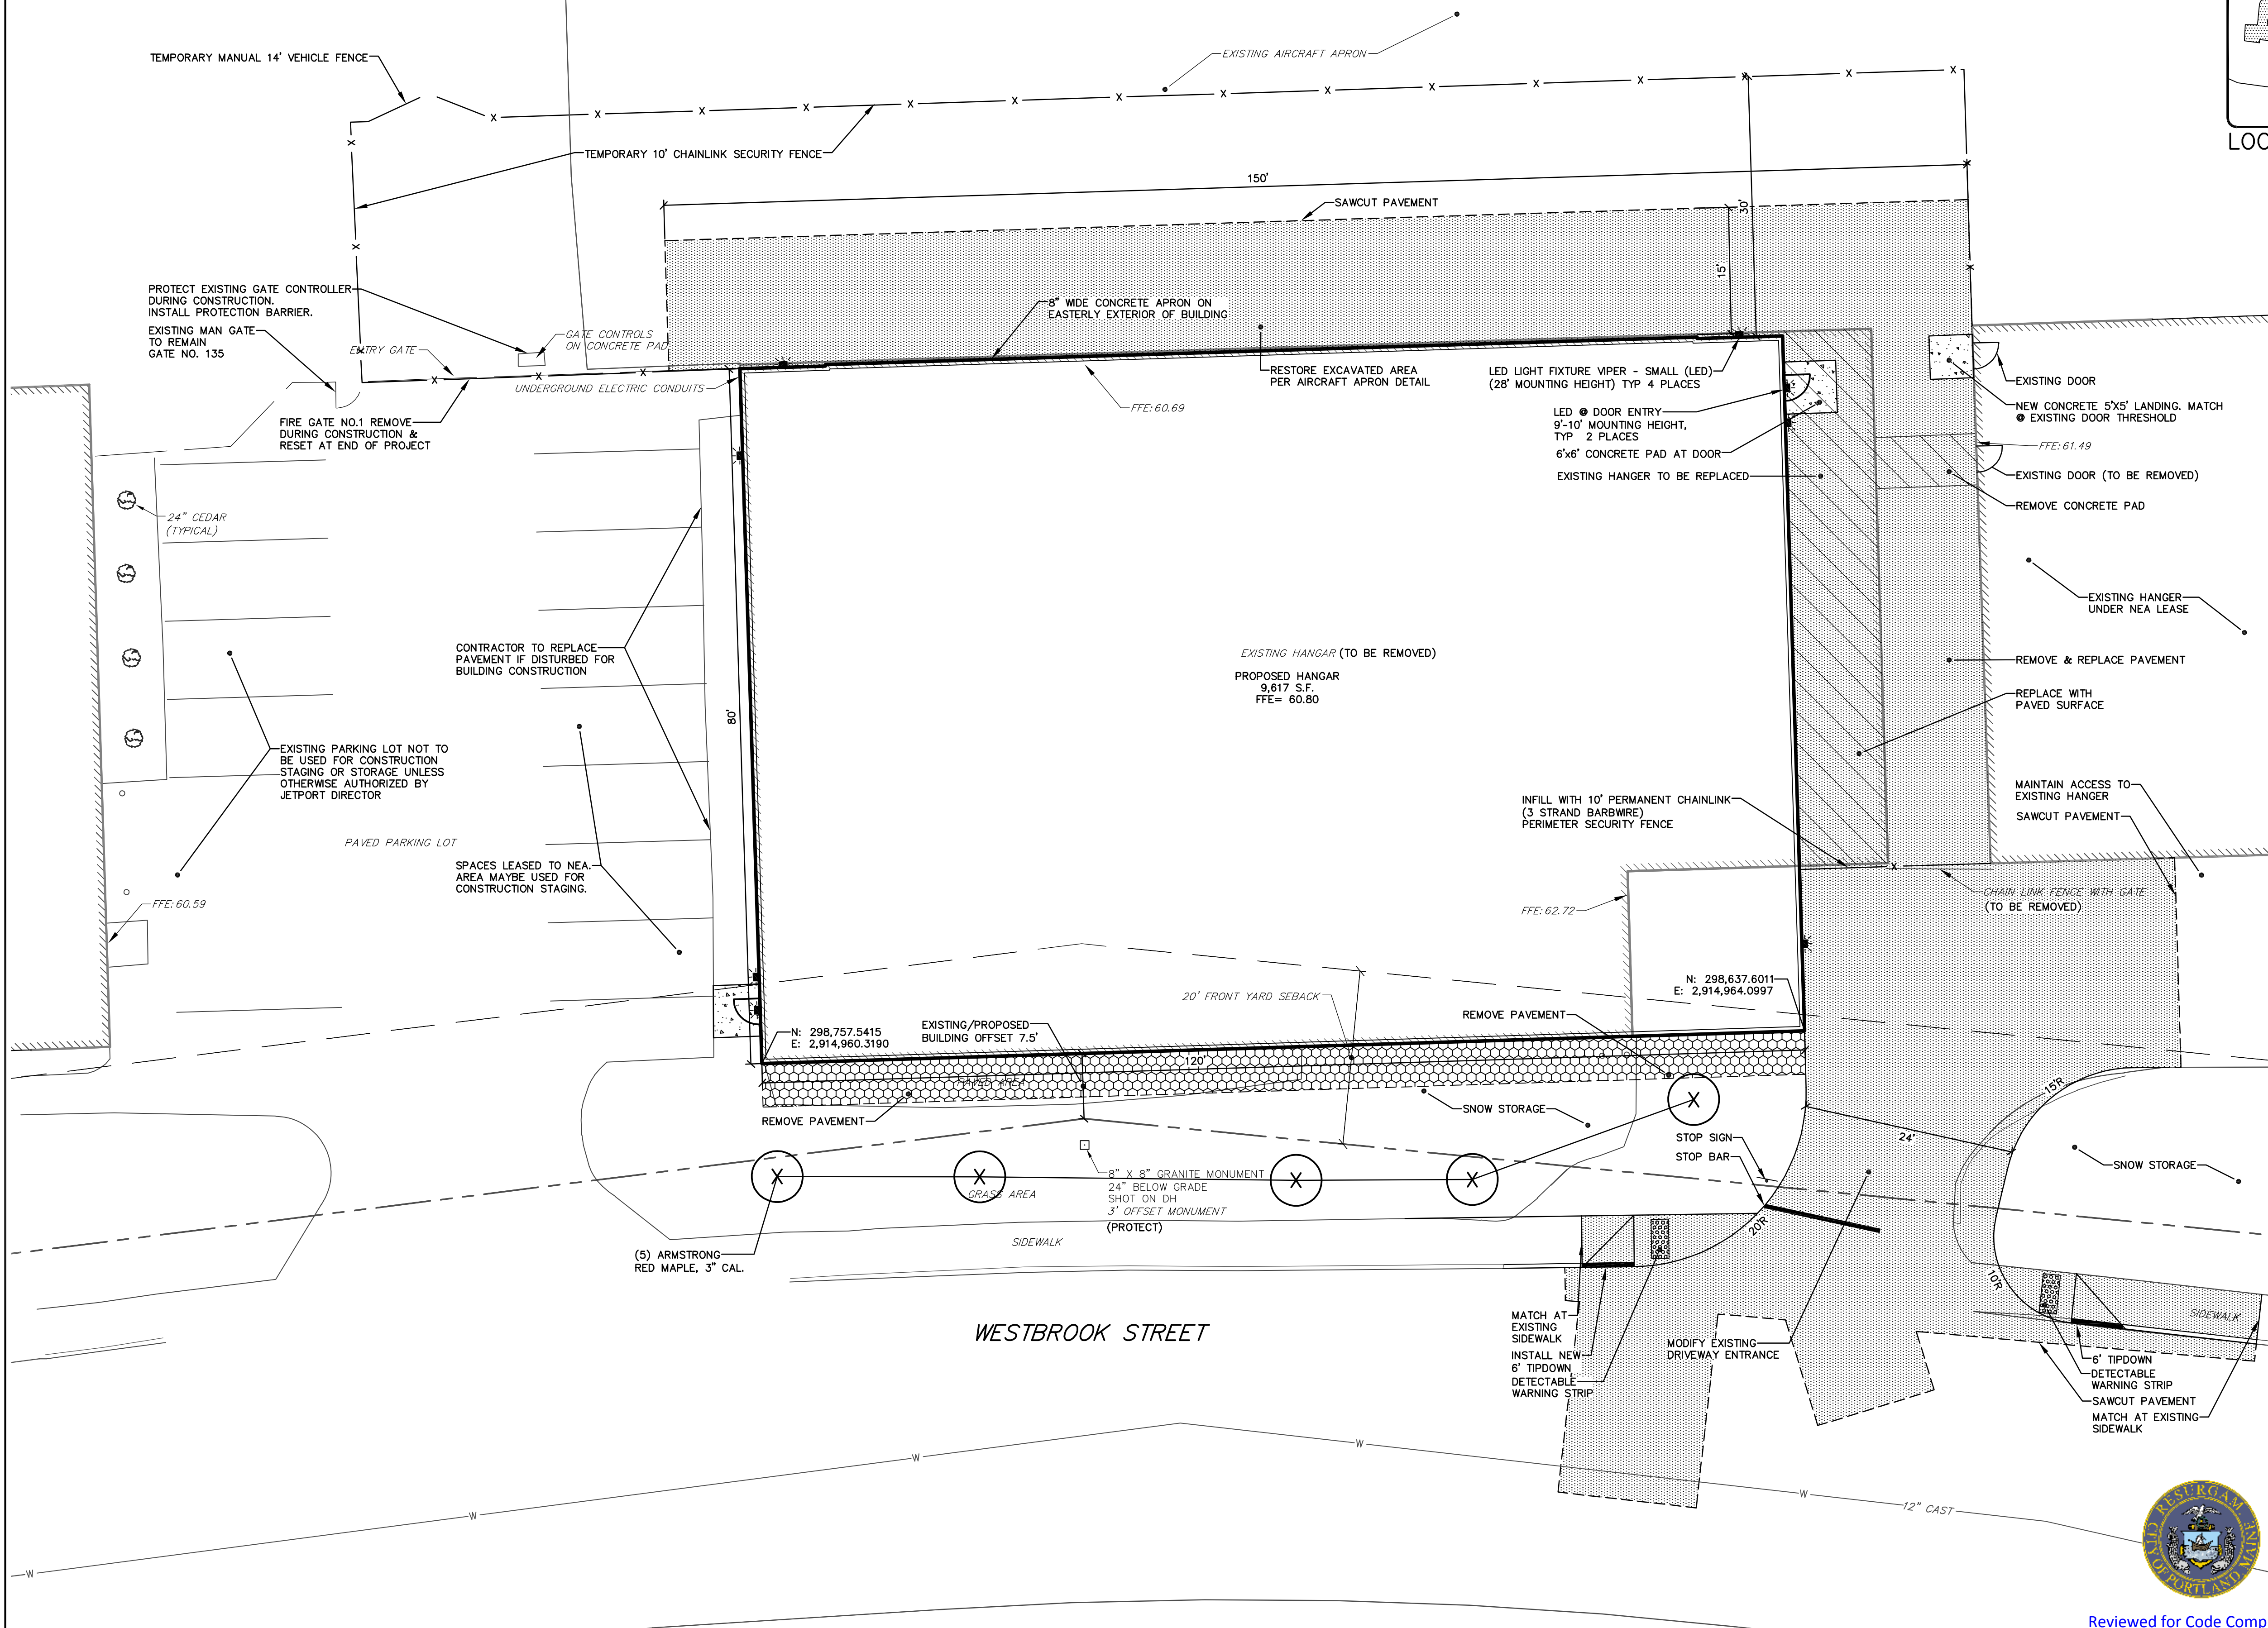 TEMPORARY MANUAL 14' VEHICLE FENCE
EXISTING AIRCRAFT APRON
LOC
TEMPORARY 10' CHAINLINK SECURITY FENCE
150'
SAWCUT PAVEMENT
30'
15'
PROTECT EXISTING GATE CONTROLLER
DURING CONSTRUCTION.
INSTALL PROTECTION BARRIER.
EXISTING MAN GATE
TO REMAIN
GATE NO. 135
ENTRY GATE
GATE CONTROLS
ON CONCRETE PAD
UNDERGROUND ELECTRIC CONDUITS
FIRE GATE NO.1 REMOVE
DURING CONSTRUCTION &
RESET AT END OF PROJECT
8" WIDE CONCRETE APRON ON
EASTERLY EXTERIOR OF BUILDING
RESTORE EXCAVATED AREA
PER AIRCRAFT APRON DETAIL
FFE: 60.69
LED LIGHT FIXTURE VIPER - SMALL (LED)
(28' MOUNTING HEIGHT) TYP 4 PLACES
LED @ DOOR ENTRY
9'-10' MOUNTING HEIGHT,
TYP 2 PLACES
6'x6' CONCRETE PAD AT DOOR
EXISTING HANGER TO BE REPLACED
EXISTING DOOR
NEW CONCRETE 5'X5' LANDING. MATCH
@ EXISTING DOOR THRESHOLD
FFE: 61.49
EXISTING DOOR (TO BE REMOVED)
REMOVE CONCRETE PAD
EXISTING HANGER
UNDER NEA LEASE
REMOVE & REPLACE PAVEMENT
REPLACE WITH
PAVED SURFACE
24" CEDAR
(TYPICAL)
CONTRACTOR TO REPLACE
PAVEMENT IF DISTURBED FOR
BUILDING CONSTRUCTION
80'
EXISTING HANGAR (TO BE REMOVED)
PROPOSED HANGAR
9,617 S.F.
FFE= 60.80
EXISTING PARKING LOT NOT TO
BE USED FOR CONSTRUCTION
STAGING OR STORAGE UNLESS
OTHERWISE AUTHORIZED BY
JETPORT DIRECTOR
PAVED PARKING LOT
SPACES LEASED TO NEA.
AREA MAYBE USED FOR
CONSTRUCTION STAGING.
FFE: 60.59
INFILL WITH 10' PERMANENT CHAINLINK
(3 STRAND BARBWIRE)
PERIMETER SECURITY FENCE
MAINTAIN ACCESS TO
EXISTING HANGER
SAWCUT PAVEMENT
CHAIN LINK FENCE WITH GATE
(TO BE REMOVED)
FFE: 62.72
N: 298,637.6011
E: 2,914,964.0997
20' FRONT YARD SEBACK
REMOVE PAVEMENT
N: 298,757.5415
E: 2,914,960.3190
EXISTING/PROPOSED
BUILDING OFFSET 7.5'
120'
PAVED AREA
REMOVE PAVEMENT
SNOW STORAGE
STOP SIGN
STOP BAR
15'R
24'
SNOW STORAGE
8" X 8" GRANITE MONUMENT
24" BELOW GRADE
SHOT ON DH
3' OFFSET MONUMENT
(PROTECT)
GRASS AREA
SIDEWALK
(5) ARMSTRONG
RED MAPLE, 3" CAL.
20'R
10'R
SIDEWALK
WESTBROOK STREET
MATCH AT
EXISTING
SIDEWALK
INSTALL NEW
6' TIPDOWN
DETECTABLE
WARNING STRIP
MODIFY EXISTING
DRIVEWAY ENTRANCE
6' TIPDOWN
DETECTABLE
WARNING STRIP
SAWCUT PAVEMENT
MATCH AT EXISTING
SIDEWALK
W
W
W
W
W
12" CAST
RESURGAM
CITY OF PORTLAND MAINE
Reviewed for Code Comp